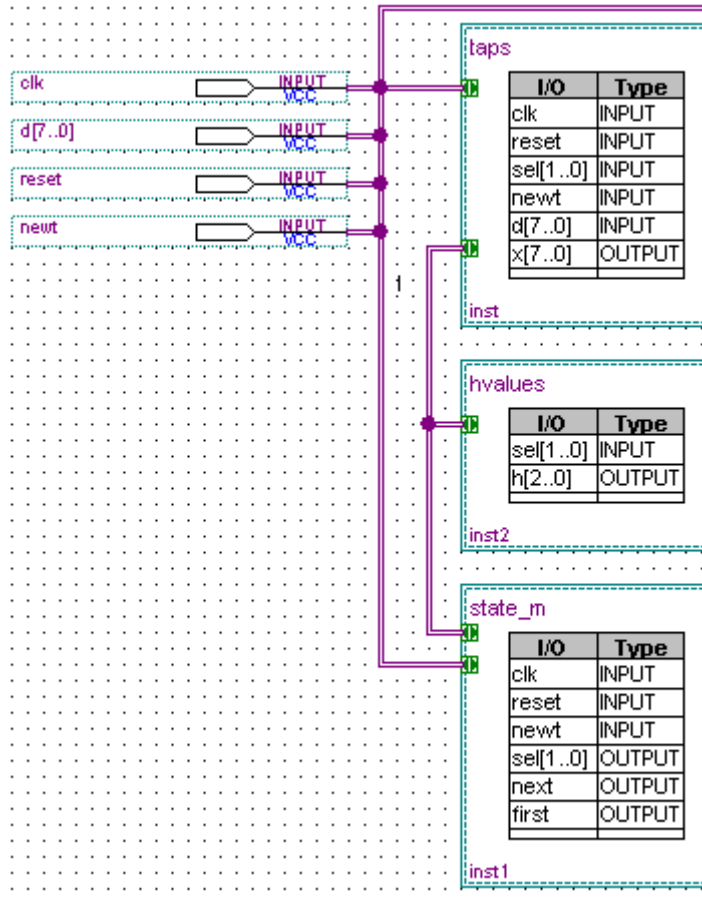 clk INPUT VCC
d[7..0] INPUT VCC
reset INPUT VCC
newt INPUT VCC
taps
I/O Type
clk INPUT
reset INPUT
sel[1..0] INPUT
newt INPUT
d[7..0] INPUT
x[7..0] OUTPUT
inst
hvalues
I/O Type
sel[1..0] INPUT
h[2..0] OUTPUT
inst2
state_m
I/O Type
clk INPUT
reset INPUT
newt INPUT
sel[1..0] OUTPUT
next OUTPUT
first OUTPUT
inst1